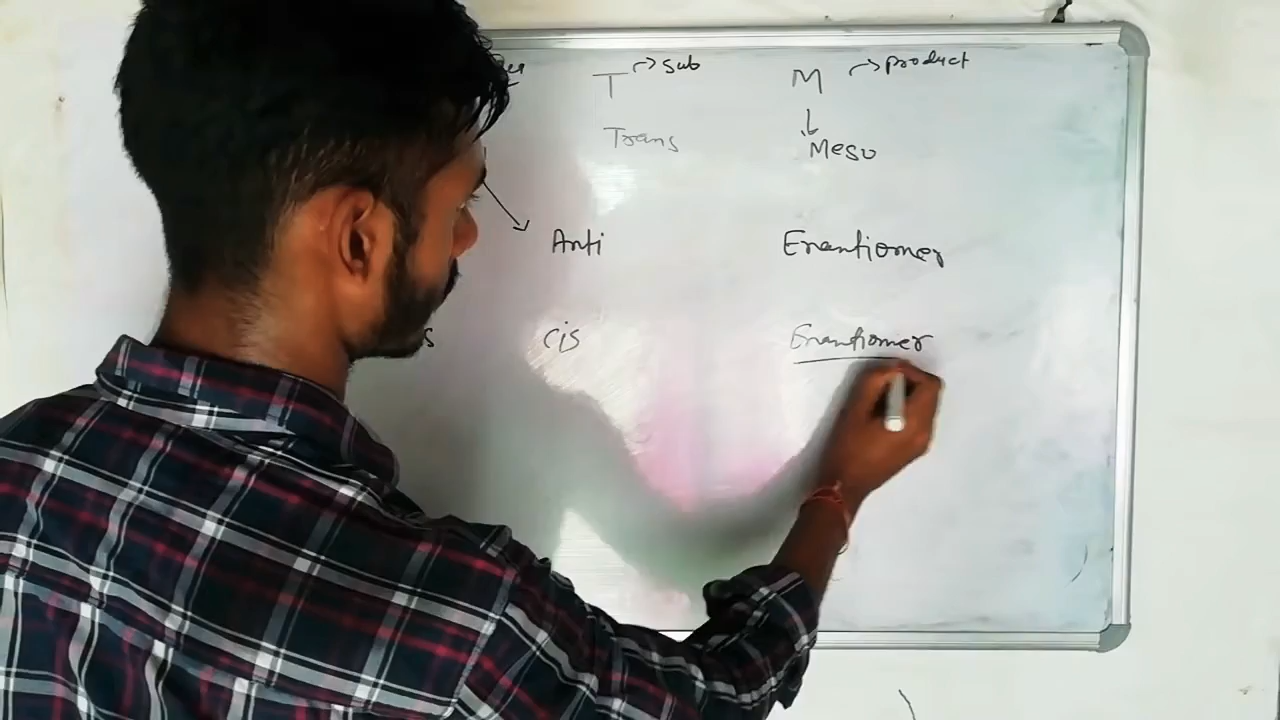 T → sub M → product
Trans Meso
Anti Enantiomer
cis Enantiomer